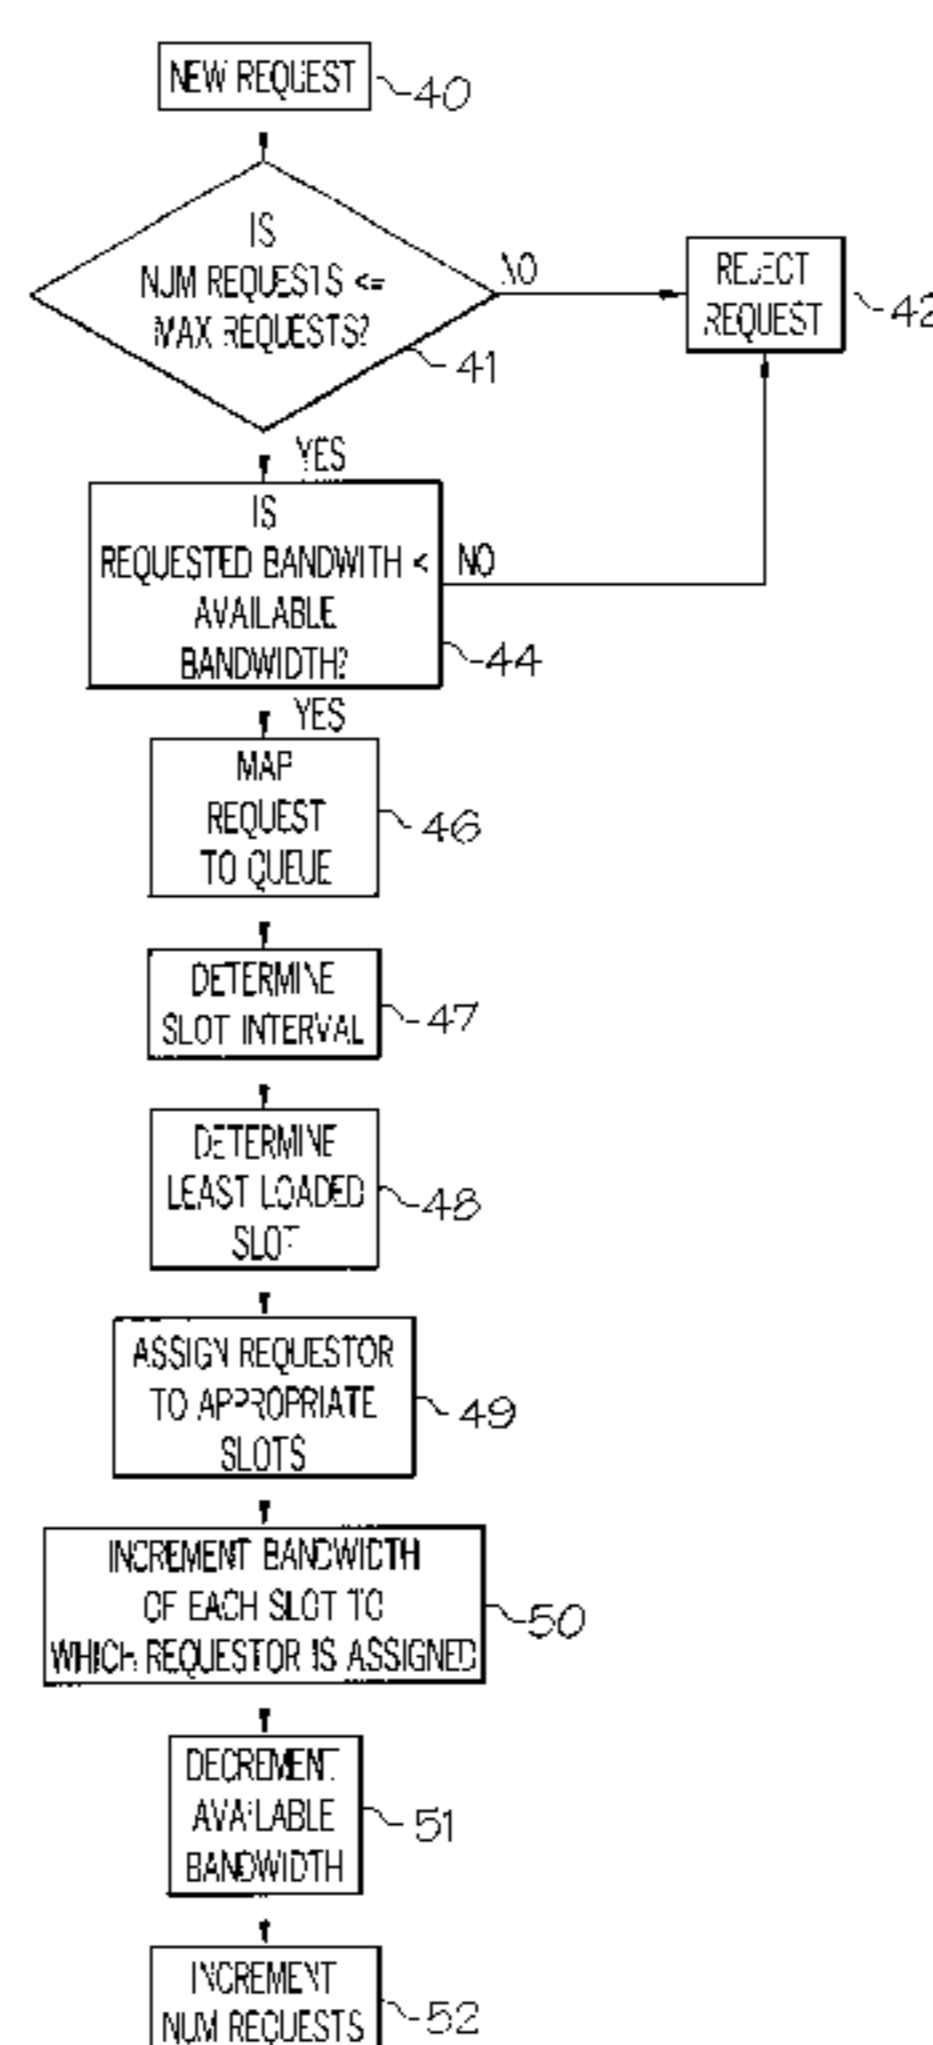 NEW REQUEST
40
IS
NUM REQUESTS <=
MAX REQUESTS?
41
NO
REJECT
REQUEST
42
YES
IS
REQUESTED BANDWITH <
AVAILABLE
BANDWIDTH?
NO
44
YES
MAP
REQUEST
TO QUEUE
46
DETERMINE
SLOT INTERVAL
47
DETERMINE
LEAST LOADED
SLOT
48
ASSIGN REQUESTOR
TO APPROPRIATE
SLOTS
49
INCREMENT BANDWIDTH
OF EACH SLOT TO
WHICH REQUESTOR IS ASSIGNED
50
DECREMENT
AVAILABLE
BANDWIDTH
51
INCREMENT
NUM REQUESTS
52